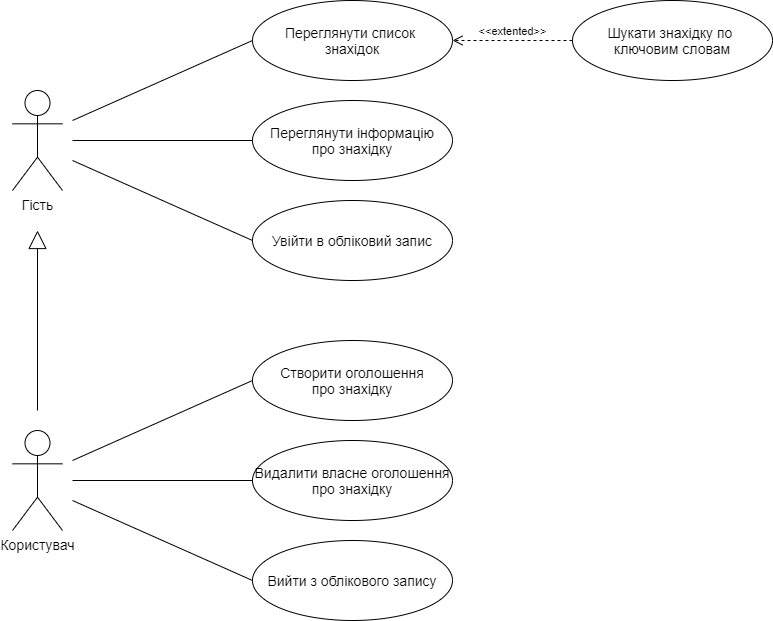 Переглянути список
знахідок
<<extented>>
Шукати знахідку по
ключовим словам
Переглянути інформацію
про знахідку
Гість
Увійти в обліковий запис
Створити оголошення
про знахідку
Видалити власне оголошення
про знахідку
Користувач
Вийти з облікового запису